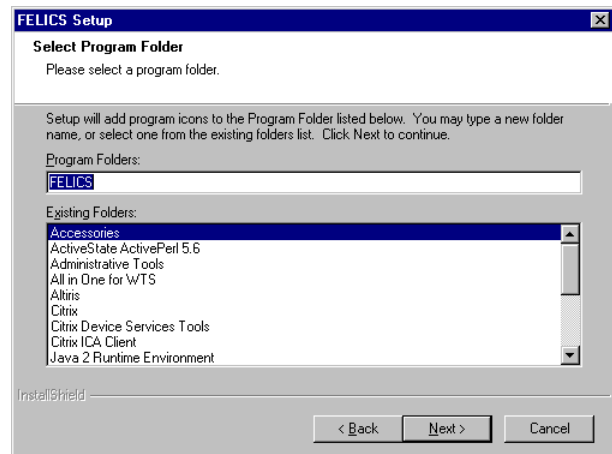 FELICS Setup
Select Program Folder
Please select a program folder.
Setup will add program icons to the Program Folder listed below. You may type a new folder
name, or select one from the existing folders list. Click Next to continue.
Program Folders:
FELICS
Existing Folders:
Accessories
ActiveState ActivePerl 5.6
Administrative Tools
All in One for WTS
Altiris
Citrix
Citrix Device Services Tools
Citrix ICA Client
Java 2 Runtime Environment
InstallShield
< Back Next > Cancel